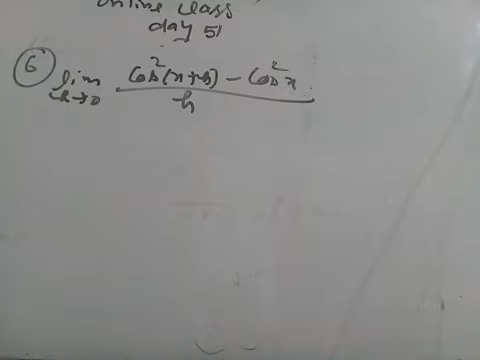 online class
day 51
6 lim h→0 cos²(x+h) - cos²x / h